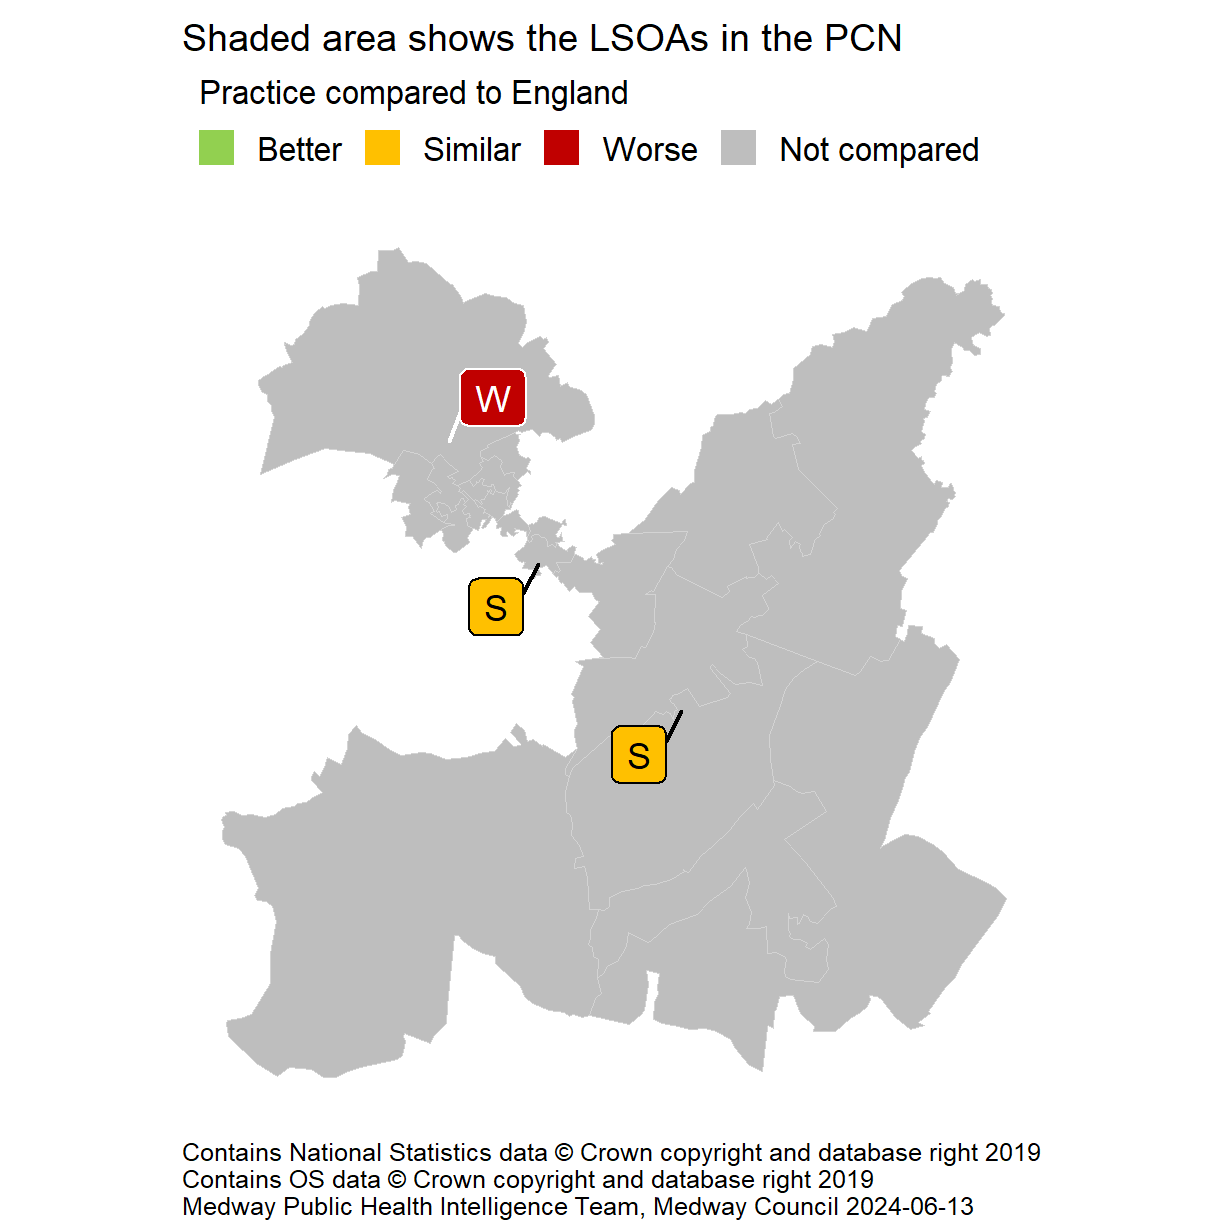 Shaded area shows the LSOAs in the PCN
Practice compared to England
Better Similar Worse Not compared
W
S
S
Contains National Statistics data © Crown copyright and database right 2019
Contains OS data © Crown copyright and database right 2019
Medway Public Health Intelligence Team, Medway Council 2024-06-13